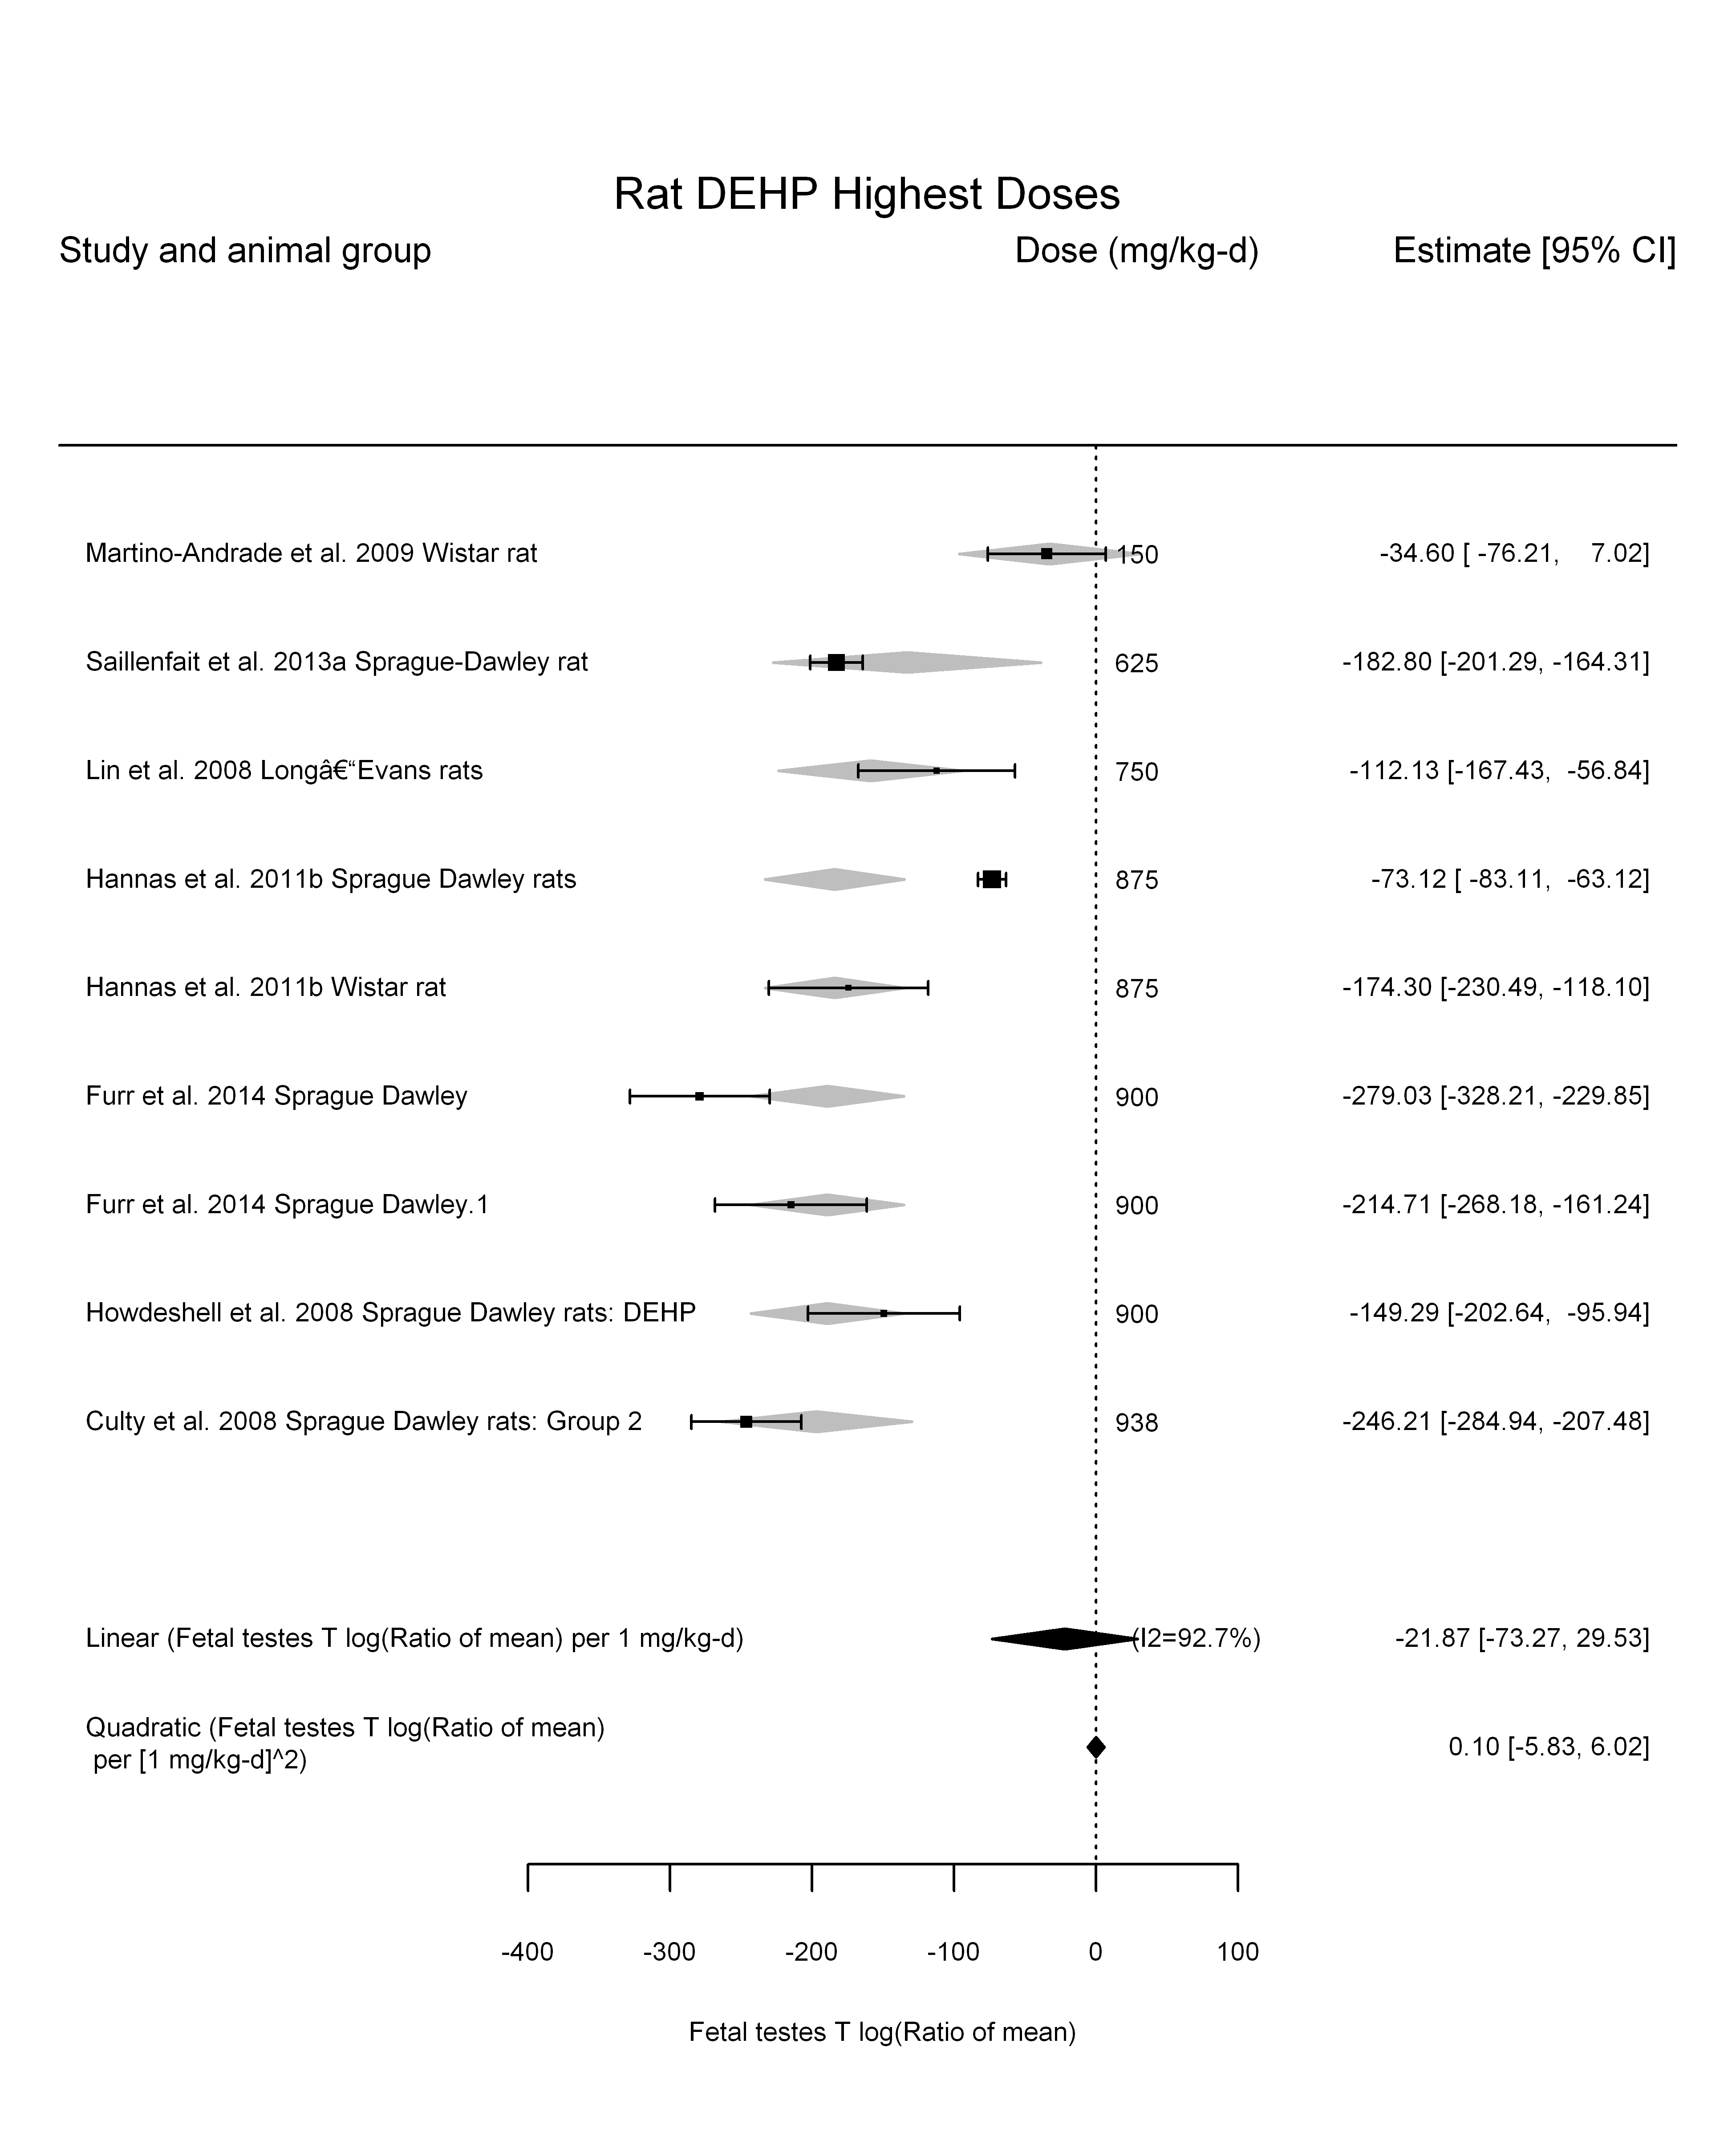 Rat DEHP Highest Doses
Study and animal group Dose (mg/kg-d) Estimate [95% CI]
Martino-Andrade et al. 2009 Wistar rat 150 -34.60 [ -76.21, 7.02]
Saillenfait et al. 2013a Sprague-Dawley rat 625 -182.80 [-201.29, -164.31]
Lin et al. 2008 Longâ€“Evans rats 750 -112.13 [-167.43, -56.84]
Hannas et al. 2011b Sprague Dawley rats 875 -73.12 [ -83.11, -63.12]
Hannas et al. 2011b Wistar rat 875 -174.30 [-230.49, -118.10]
Furr et al. 2014 Sprague Dawley 900 -279.03 [-328.21, -229.85]
Furr et al. 2014 Sprague Dawley.1 900 -214.71 [-268.18, -161.24]
Howdeshell et al. 2008 Sprague Dawley rats: DEHP 900 -149.29 [-202.64, -95.94]
Culty et al. 2008 Sprague Dawley rats: Group 2 938 -246.21 [-284.94, -207.48]
Linear (Fetal testes T log(Ratio of mean) per 1 mg/kg-d) (I2=92.7%) -21.87 [-73.27, 29.53]
Quadratic (Fetal testes T log(Ratio of mean)
per [1 mg/kg-d]^2) 0.10 [-5.83, 6.02]
-400 -300 -200 -100 0 100
Fetal testes T log(Ratio of mean)